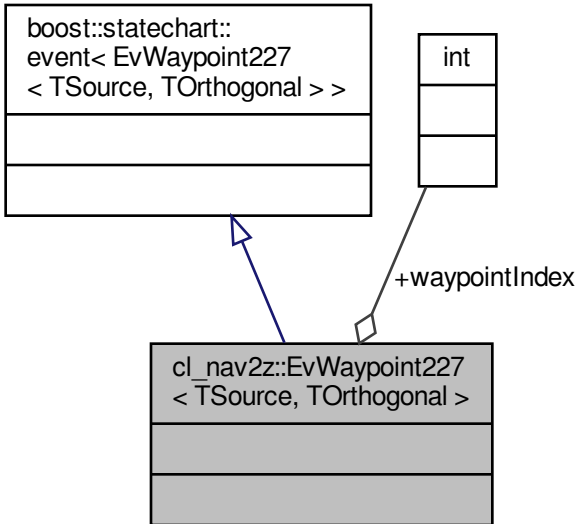 boost::statechart::
event< EvWaypoint227
< TSource, TOrthogonal > >
int
+waypointIndex
cl_nav2z::EvWaypoint227
< TSource, TOrthogonal >